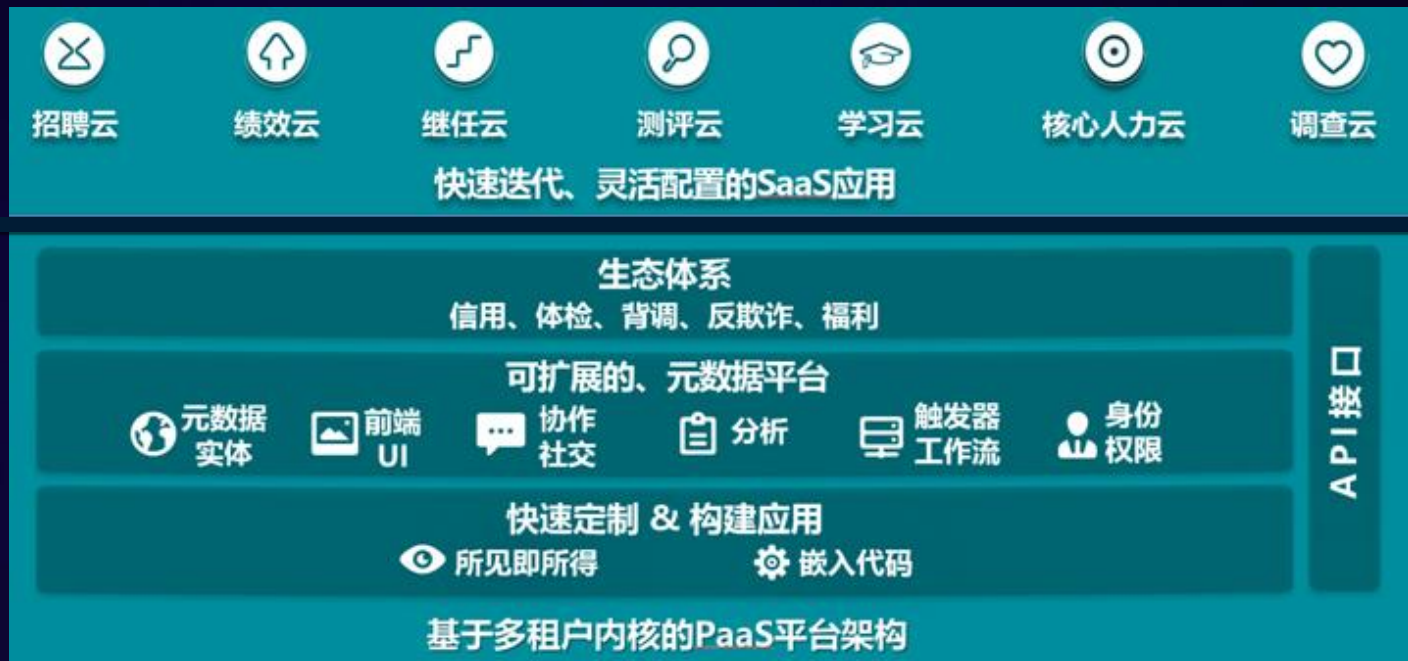 招聘云 绩效云 继任云 测评云 学习云 核心人力云 调查云
快速迭代、灵活配置的SaaS应用
生态体系
信用、体检、背调、反欺诈、福利
可扩展的、元数据平台
元数据
实体
前端
UI
协作
社交
分析
触发器
工作流
身份
权限
快速定制 & 构建应用
所见即所得 嵌入代码
API接口
基于多租户内核的PaaS平台架构